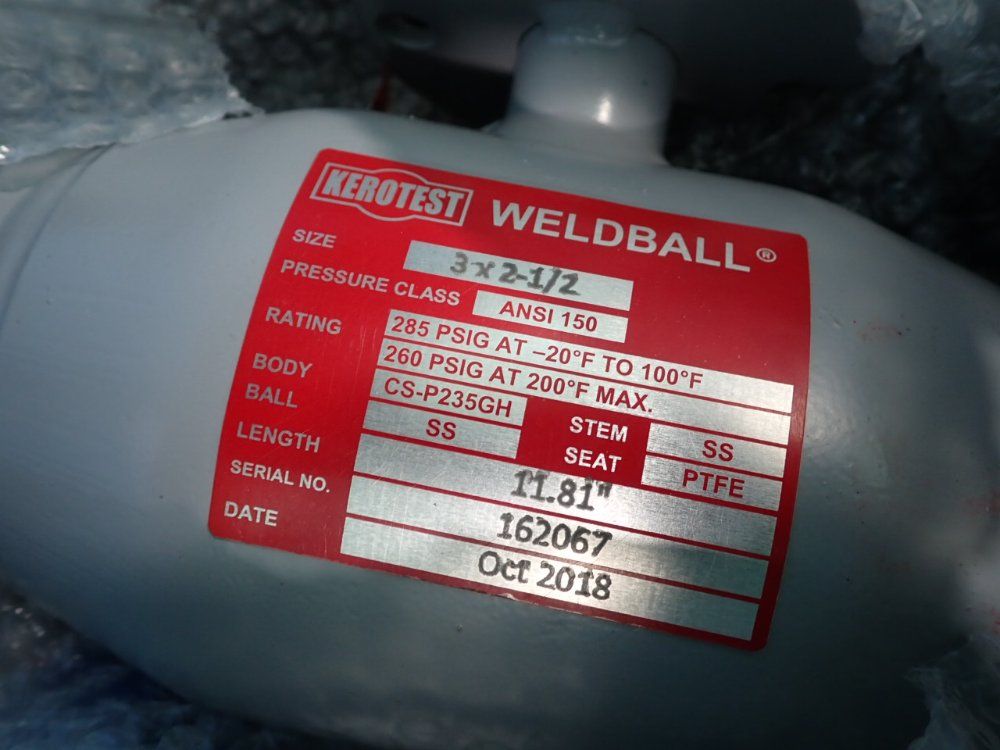 KEROTEST WELDBALL®
SIZE 3 x 2-1/2
PRESSURE CLASS ANSI 150
RATING 285 PSIG AT –20°F TO 100°F
260 PSIG AT 200°F MAX.
BODY CS-P235GH STEM SS
BALL SS SEAT PTFE
LENGTH 11.81"
SERIAL NO. 162067
DATE Oct 2018